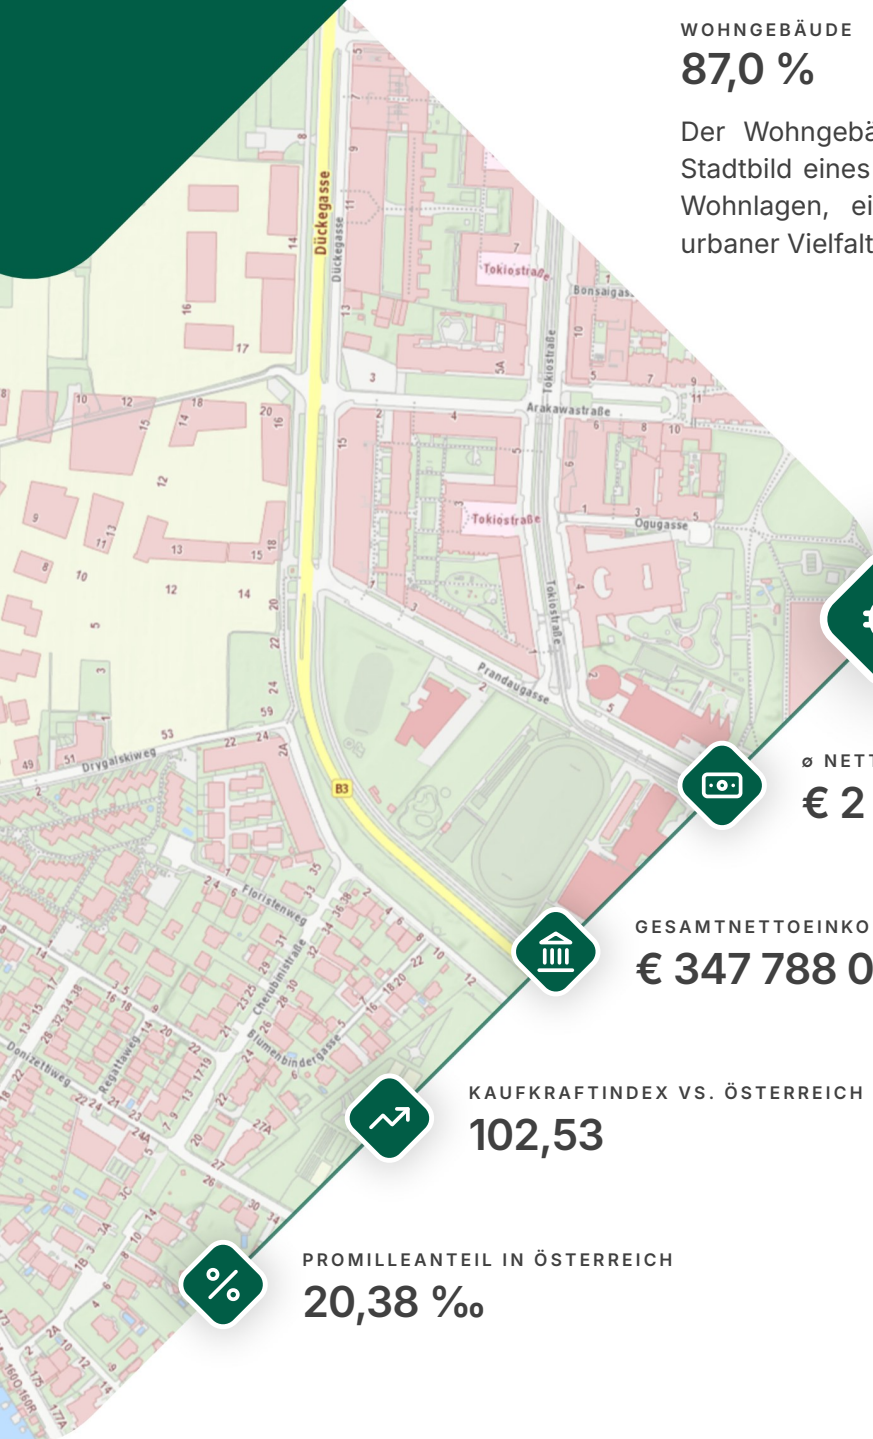 WOHNGEBÄUDE
87,0 %
Der Wohngebä
Stadtbild eines
Wohnlagen, ei
urbaner Vielfalt
Dückegasse
Dückegasse
Tokiostraße
Bonsaigas
Tokiostraße
Arakawastraße
Tokiostraße
Ogugasse
Tokiostraße
Prandaugasse
Drygalskiweg
B3
ø NETT
€ 2
Floristenweg
GESAMTNETTOEINKO
€ 347 788 0
Cherubinistraße
Blumenbindergasse
Donizettiweg
Regattaweg
KAUFKRAFTINDEX VS. ÖSTERREICH
102,53
PROMILLEANTEIL IN ÖSTERREICH
20,38 ‰